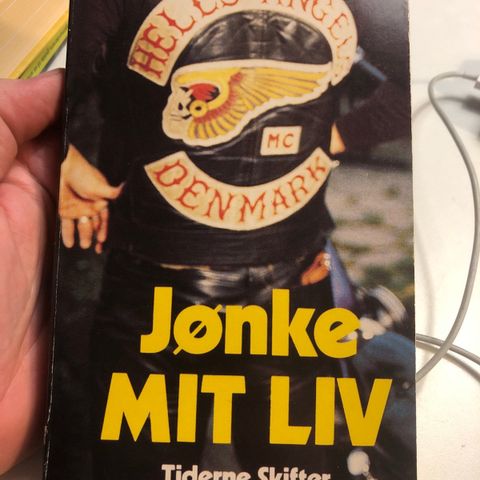 HELLS ANGELS
MC
DENMARK
Jønke
MIT LIV
Tiderne Skifter